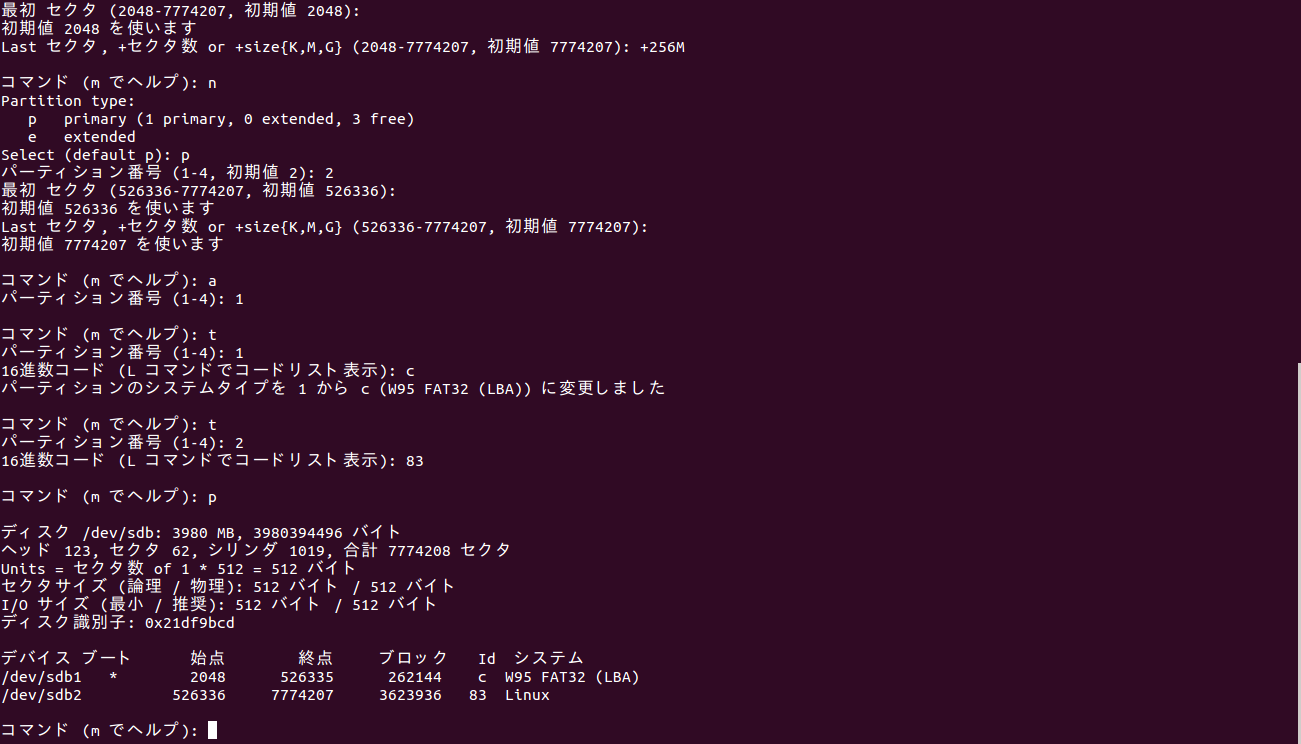 最初 セクタ (2048-7774207, 初期値 2048):
初期値 2048 を使います
Last セクタ, +セクタ数 or +size{K,M,G} (2048-7774207, 初期値 7774207): +256M
コマンド (m でヘルプ): n
Partition type:
p primary (1 primary, 0 extended, 3 free)
e extended
Select (default p): p
パーティション番号 (1-4, 初期値 2): 2
最初 セクタ (526336-7774207, 初期値 526336):
初期値 526336 を使います
Last セクタ, +セクタ数 or +size{K,M,G} (526336-7774207, 初期値 7774207):
初期値 7774207 を使います
コマンド (m でヘルプ): a
パーティション番号 (1-4): 1
コマンド (m でヘルプ): t
パーティション番号 (1-4): 1
16進数コード (L コマンドでコードリスト表示): c
パーティションのシステムタイプを 1 から c (W95 FAT32 (LBA)) に変更しました
コマンド (m でヘルプ): t
パーティション番号 (1-4): 2
16進数コード (L コマンドでコードリスト表示): 83
コマンド (m でヘルプ): p
ディスク /dev/sdb: 3980 MB, 3980394496 バイト
ヘッド 123, セクタ 62, シリンダ 1019, 合計 7774208 セクタ
Units = セクタ数 of 1 * 512 = 512 バイト
セクタサイズ (論理 / 物理): 512 バイト / 512 バイト
I/O サイズ (最小 / 推奨): 512 バイト / 512 バイト
ディスク識別子: 0x21df9bcd
デバイス ブート 始点 終点 ブロック Id システム
/dev/sdb1 * 2048 526335 262144 c W95 FAT32 (LBA)
/dev/sdb2 526336 7774207 3623936 83 Linux
コマンド (m でヘルプ):